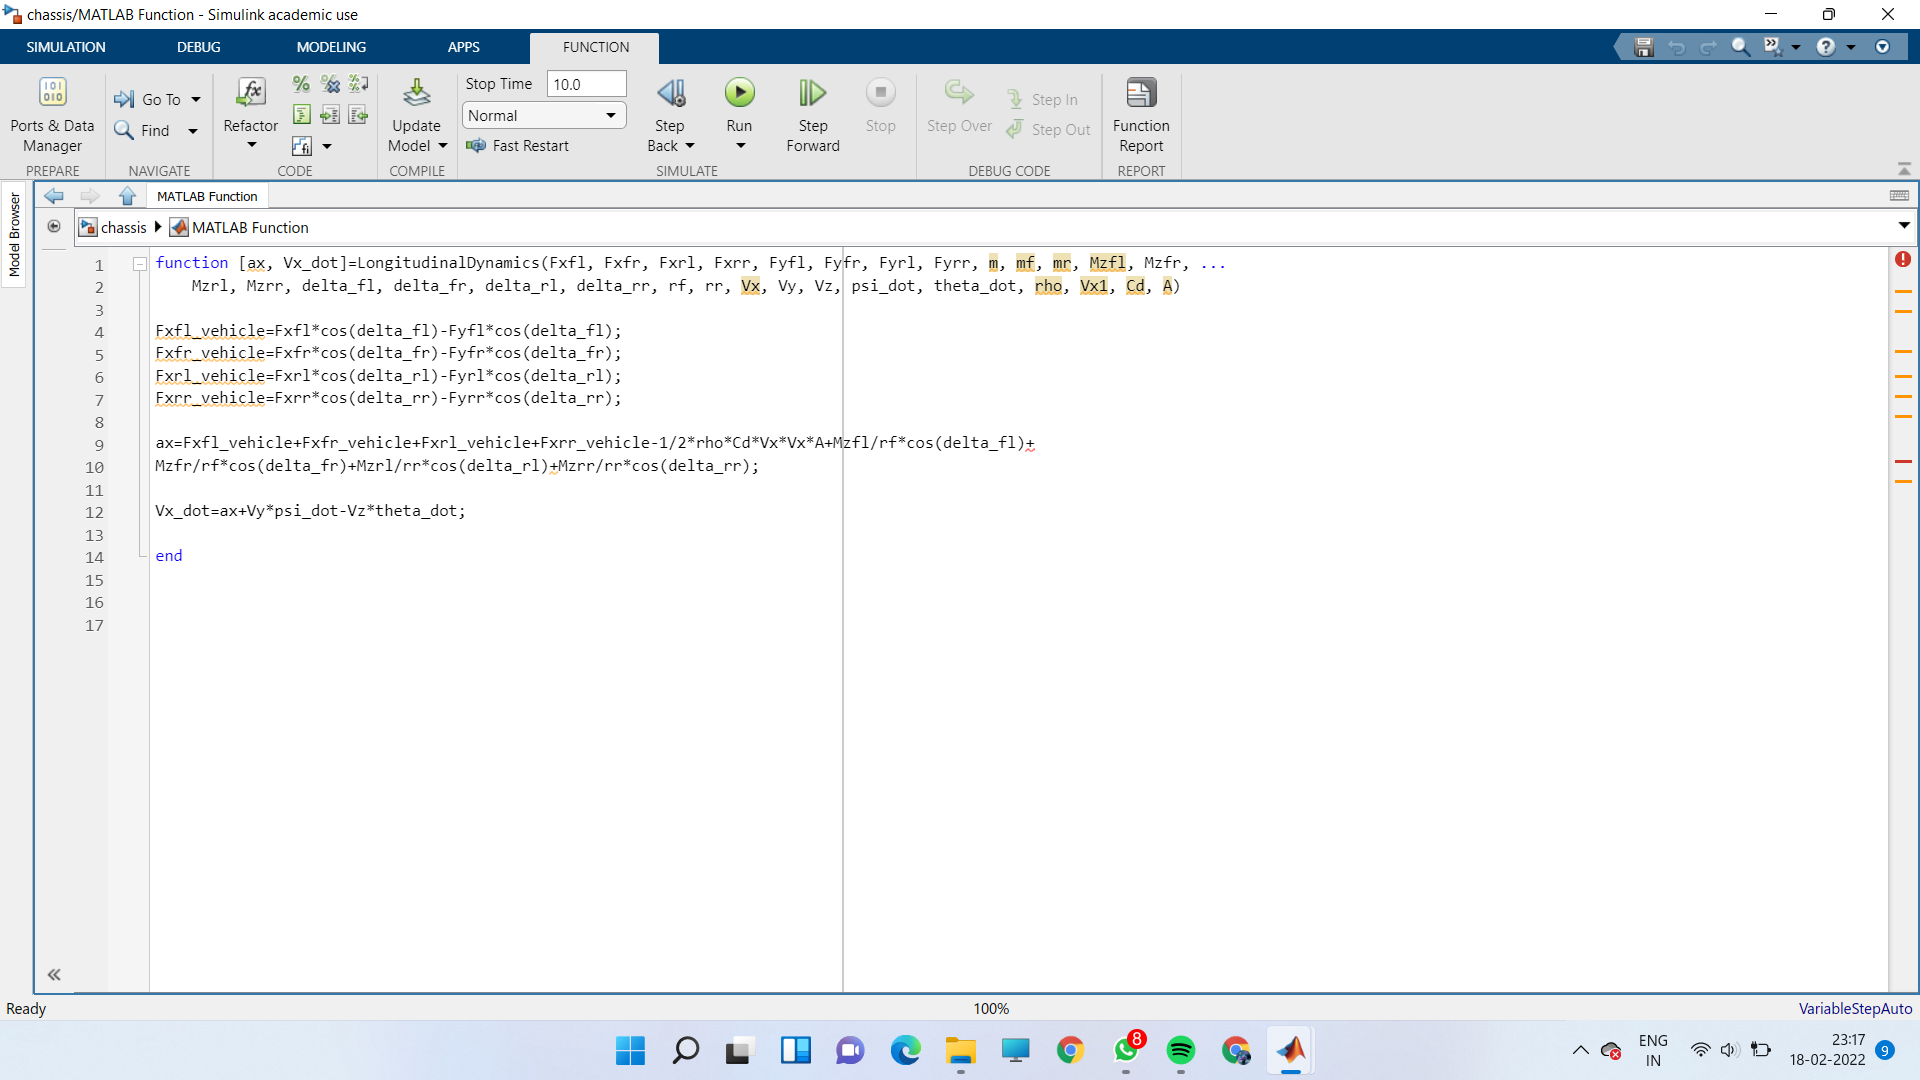 chassis/MATLAB Function - Simulink academic use
SIMULATION DEBUG MODELING APPS FUNCTION
Ports & Data Manager
PREPARE
Go To
Find
NAVIGATE
Refactor
CODE
Update Model
COMPILE
Stop Time 10.0
Normal
Fast Restart
Step Back
Run
Step Forward
Stop
SIMULATE
Step Over
Step In
Step Out
DEBUG CODE
Function Report
REPORT
Model Browser
MATLAB Function
chassis MATLAB Function
1 function [ax, Vx_dot]=LongitudinalDynamics(Fxfl, Fxfr, Fxrl, Fxrr, Fyfl, Fyfr, Fyrl, Fyrr, m, mf, mr, Mzfl, Mzfr, ...
2 Mzrl, Mzrr, delta_fl, delta_fr, delta_rl, delta_rr, rf, rr, Vx, Vy, Vz, psi_dot, theta_dot, rho, Vx1, Cd, A)
3
4 Fxfl_vehicle=Fxfl*cos(delta_fl)-Fyfl*cos(delta_fl);
5 Fxfr_vehicle=Fxfr*cos(delta_fr)-Fyfr*cos(delta_fr);
6 Fxrl_vehicle=Fxrl*cos(delta_rl)-Fyrl*cos(delta_rl);
7 Fxrr_vehicle=Fxrr*cos(delta_rr)-Fyrr*cos(delta_rr);
8
9 ax=Fxfl_vehicle+Fxfr_vehicle+Fxrl_vehicle+Fxrr_vehicle-1/2*rho*Cd*Vx*Vx*A+Mzfl/rf*cos(delta_fl)+
10 Mzfr/rf*cos(delta_fr)+Mzrl/rr*cos(delta_rl)+Mzrr/rr*cos(delta_rr);
11
12 Vx_dot=ax+Vy*psi_dot-Vz*theta_dot;
13
14 end
15
16
17
Ready 100% VariableStepAuto
8
ENG
IN
23:17
18-02-2022
9